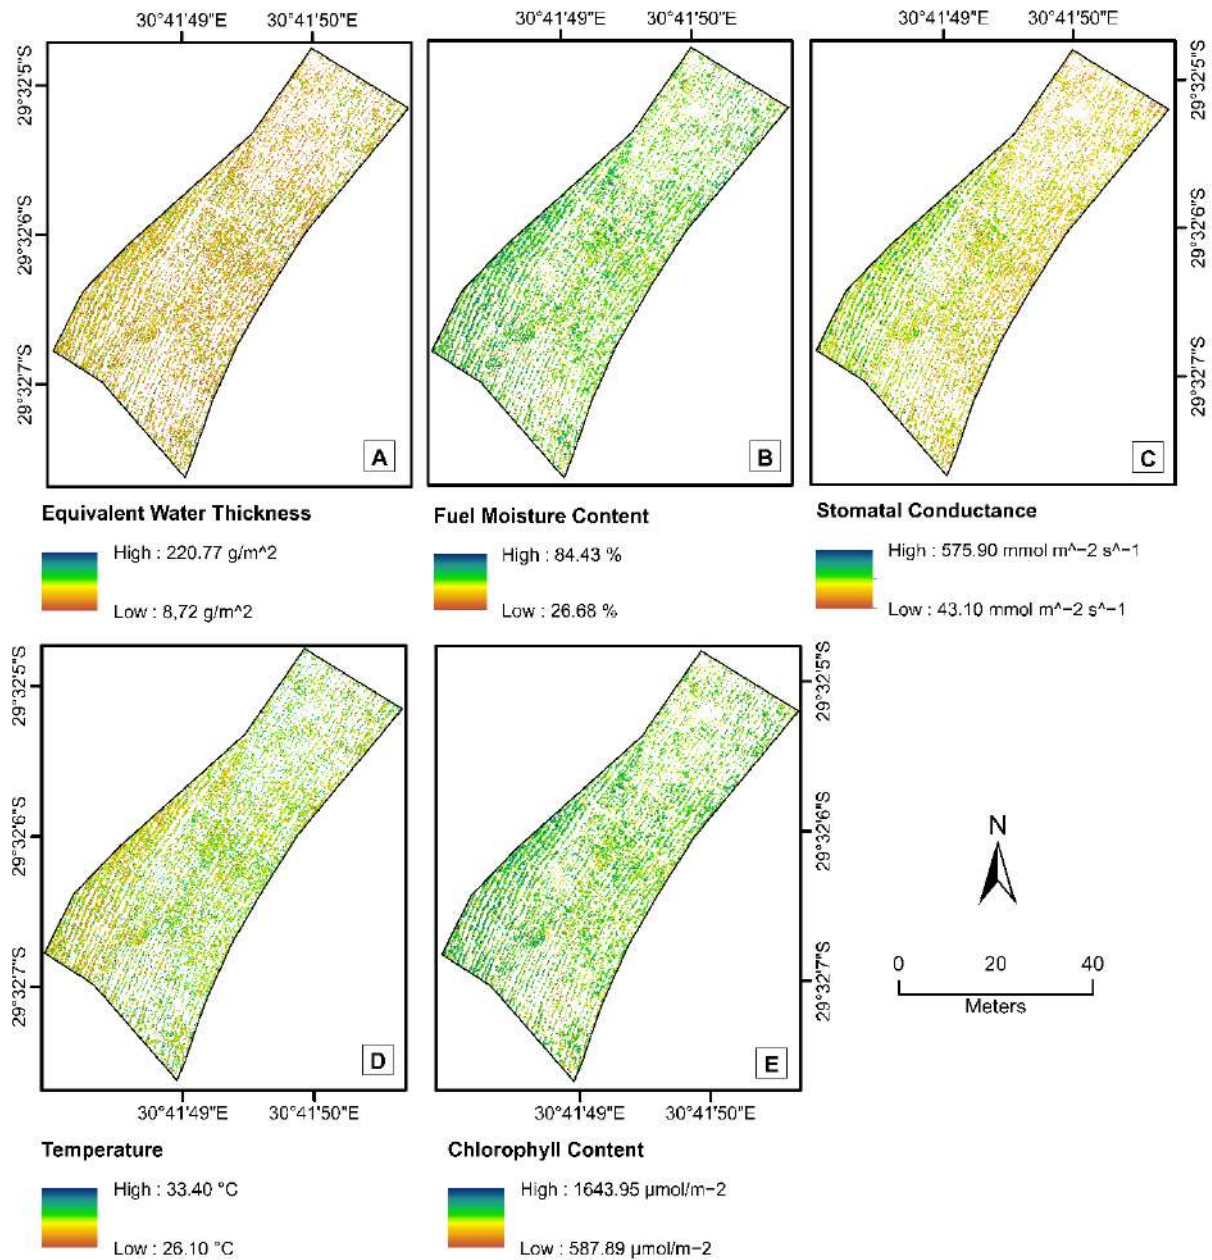 30°41'49"E 30°41'50"E 30°41'49"E 30°41'50"E 30°41'49"E 30°41'50"E
29°32'5"S 29°32'5"S
29°32'6"S 29°32'6"S
29°32'7"S 29°32'7"S
A B C
Equivalent Water Thickness
High : 220.77 g/m^2
Low : 8,72 g/m^2
Fuel Moisture Content
High : 84.43 %
Low : 26.68 %
Stomatal Conductance
High : 575.90 mmol m^−2 s^−1
Low : 43.10 mmol m^−2 s^−1
29°32'5"S 29°32'5"S
29°32'6"S 29°32'6"S
29°32'7"S 29°32'7"S
D E
N
0 20 40
Meters
30°41'49"E 30°41'50"E 30°41'49"E 30°41'50"E
Temperature
High : 33.40 °C
Low : 26.10 °C
Chlorophyll Content
High : 1643.95 µmol/m−2
Low : 587.89 µmol/m−2